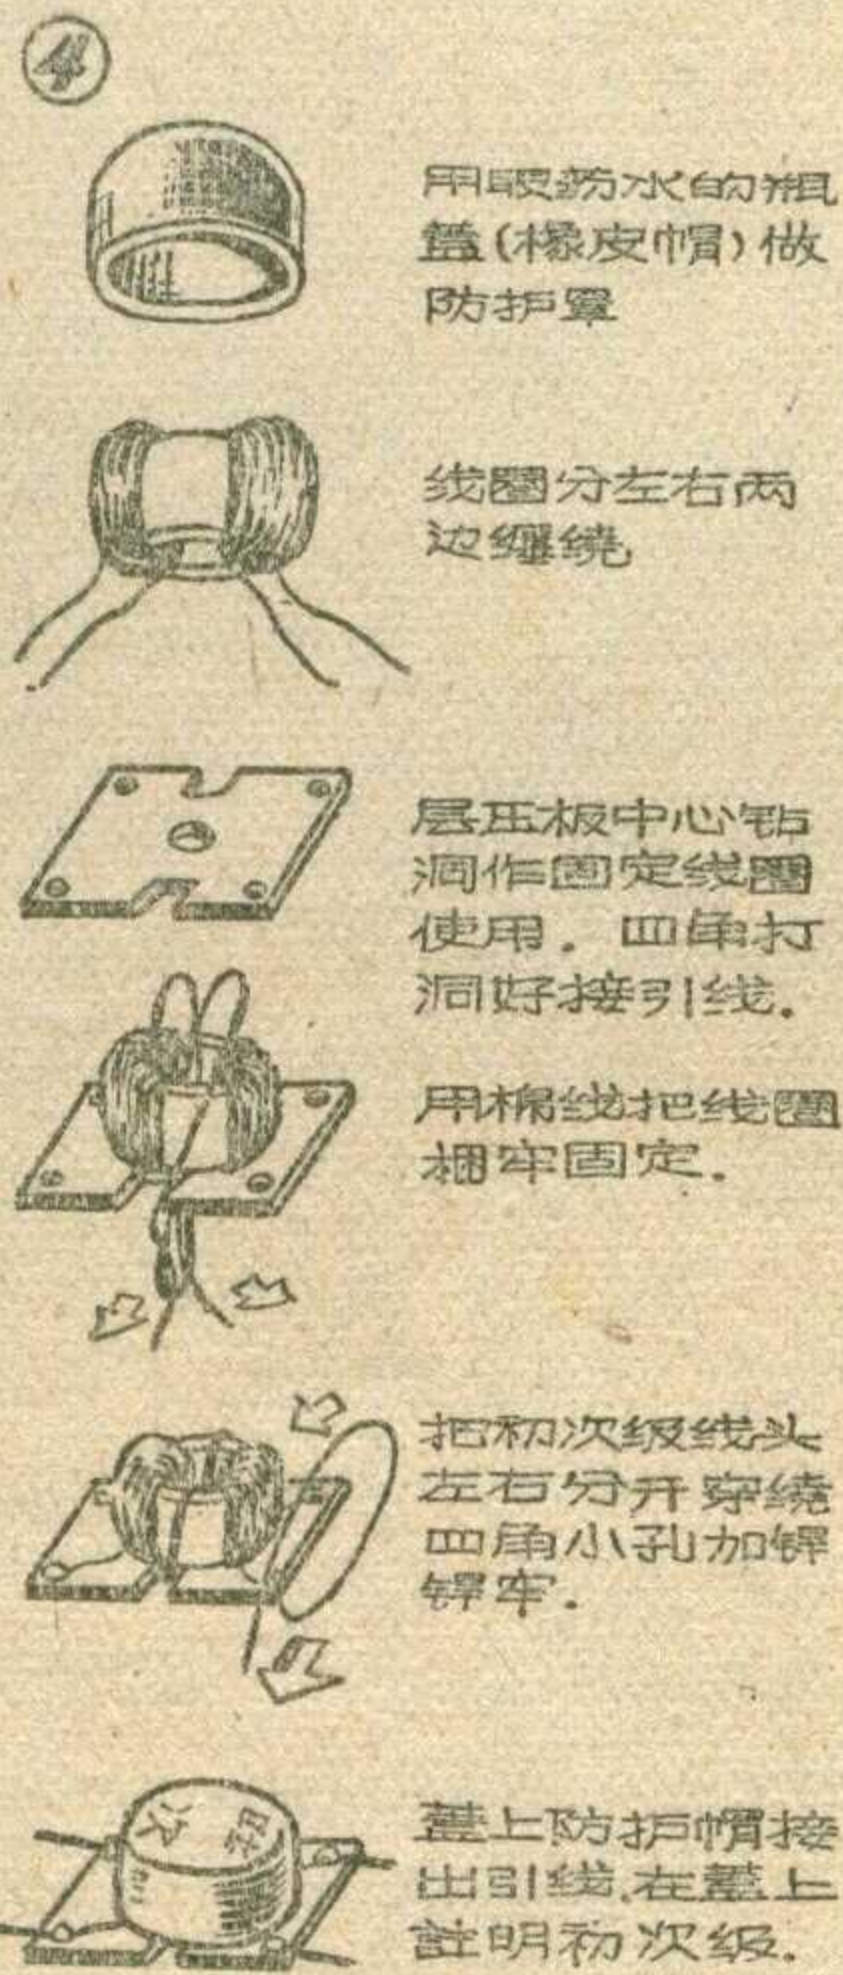 4
用眼药水的瓶
盖(橡皮帽)做
防护罩
线圈分左右两
边缠绕
层压板中心钻
洞作固定线圈
使用. 四角打
洞好接引线.
用棉线把线圈
捆牢固定.
把初次级线头
左右分开穿绕
四角小孔加锡
锝牢.
盖上防护帽接
出引线.在盖上
註明初次级.
次